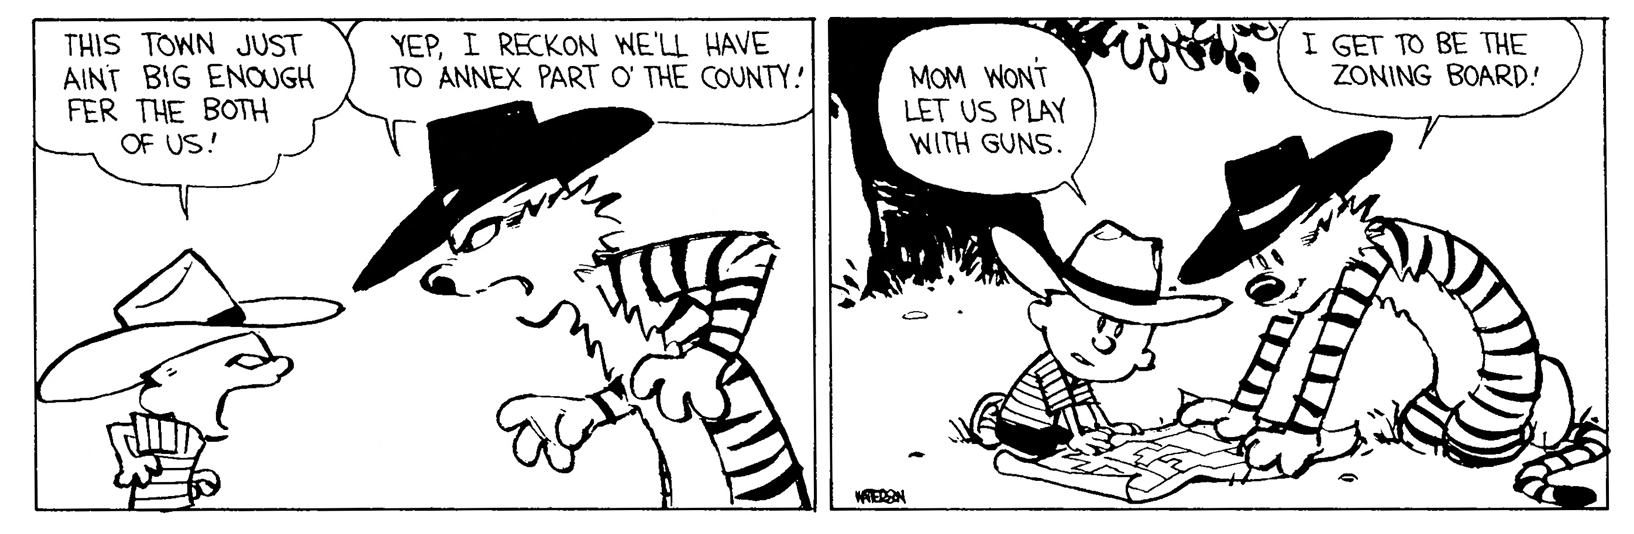 THIS TOWN JUST
AIN'T BIG ENOUGH
FER THE BOTH
OF US!
YEP, I RECKON WE'LL HAVE
TO ANNEX PART O' THE COUNTY!
MOM WON'T
LET US PLAY
WITH GUNS.
I GET TO BE THE
ZONING BOARD!
WATTERSON